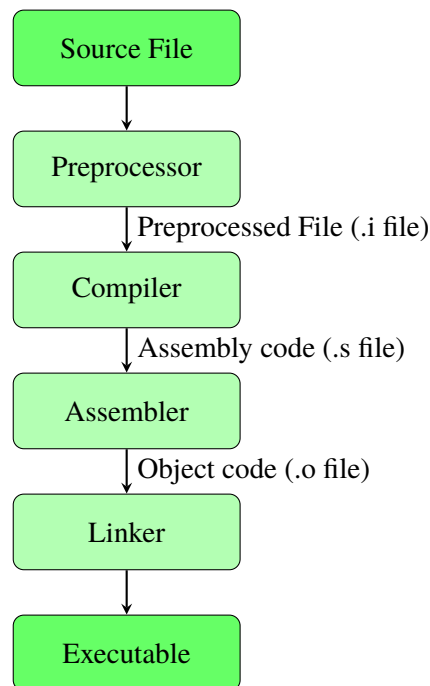 Source File
Preprocessor
Preprocessed File (.i file)
Compiler
Assembly code (.s file)
Assembler
Object code (.o file)
Linker
Executable